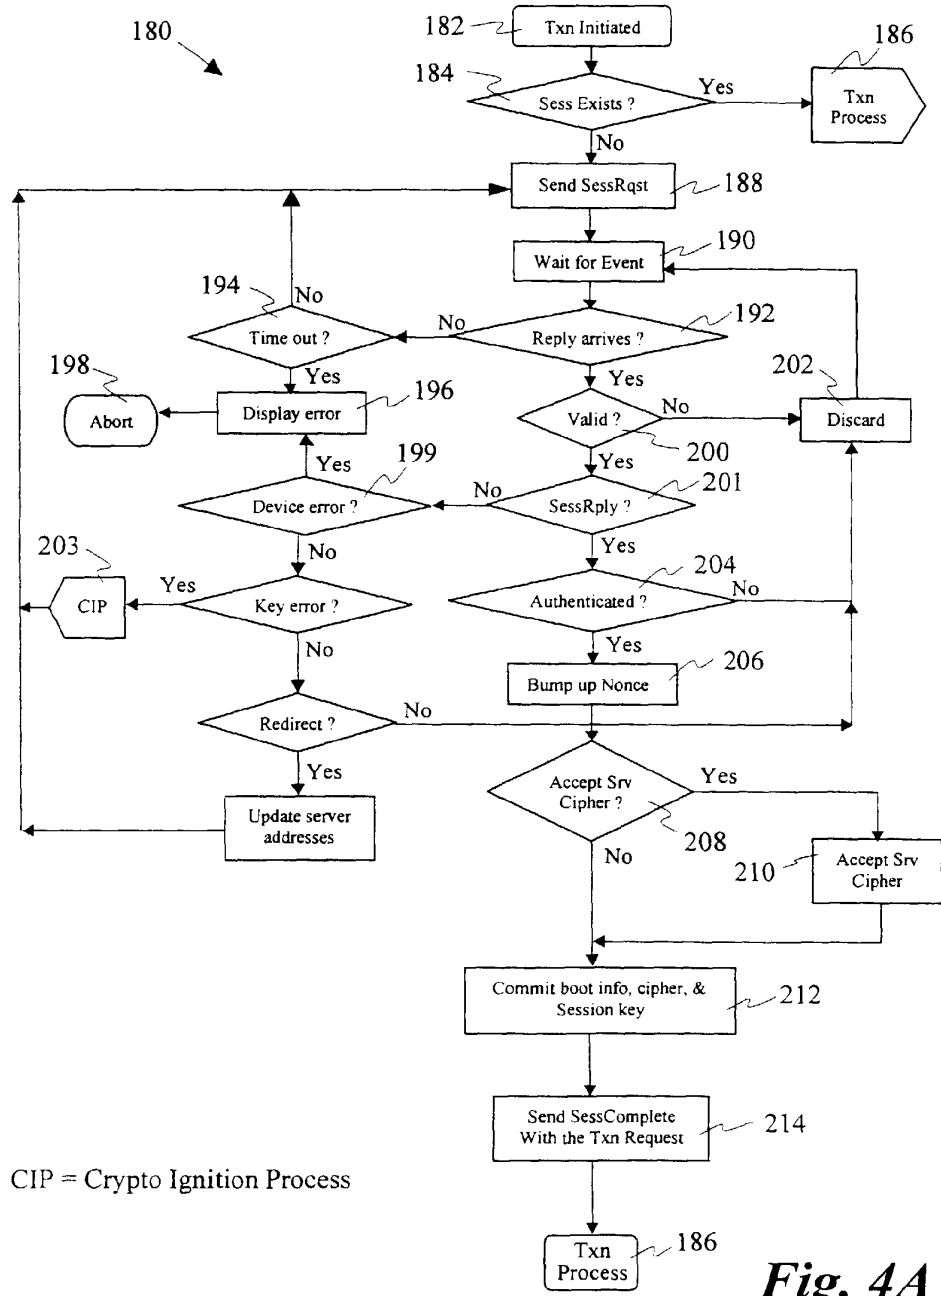 180
182
Txn Initiated
186
184
Sess Exists ?
Yes
Txn
Process
No
Send SessRqst
188
190
Wait for Event
194
No
Time out ?
No
Reply arrives ?
192
198
Yes
Yes
202
Abort
Display error
196
Valid ?
No
Discard
200
Yes
199
Yes
Device error ?
No
SessRply ?
201
203
No
Yes
204
CIP
Yes
Key error ?
Authenticated ?
No
No
Yes
206
Bump up Nonce
Redirect ?
No
Yes
Accept Srv
Cipher ?
Yes
Update server
addresses
208
No
210
Accept Srv
Cipher
Commit boot info, cipher, &
Session key
212
Send SessComplete
With the Txn Request
214
CIP = Crypto Ignition Process
Txn
Process
186
Fig. 4A